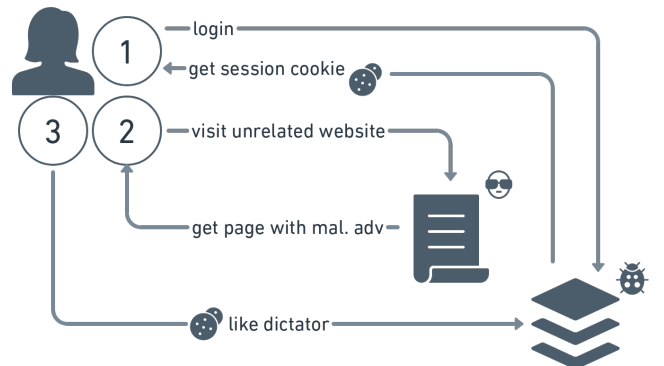 login
1
get session cookie
3
2
visit unrelated website
get page with mal. adv
like dictator